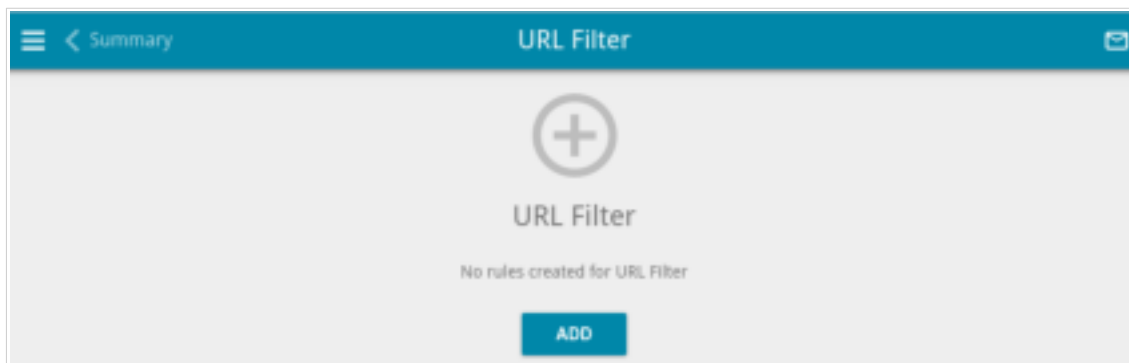 Summary
URL Filter
URL Filter
No rules created for URL Filter
ADD